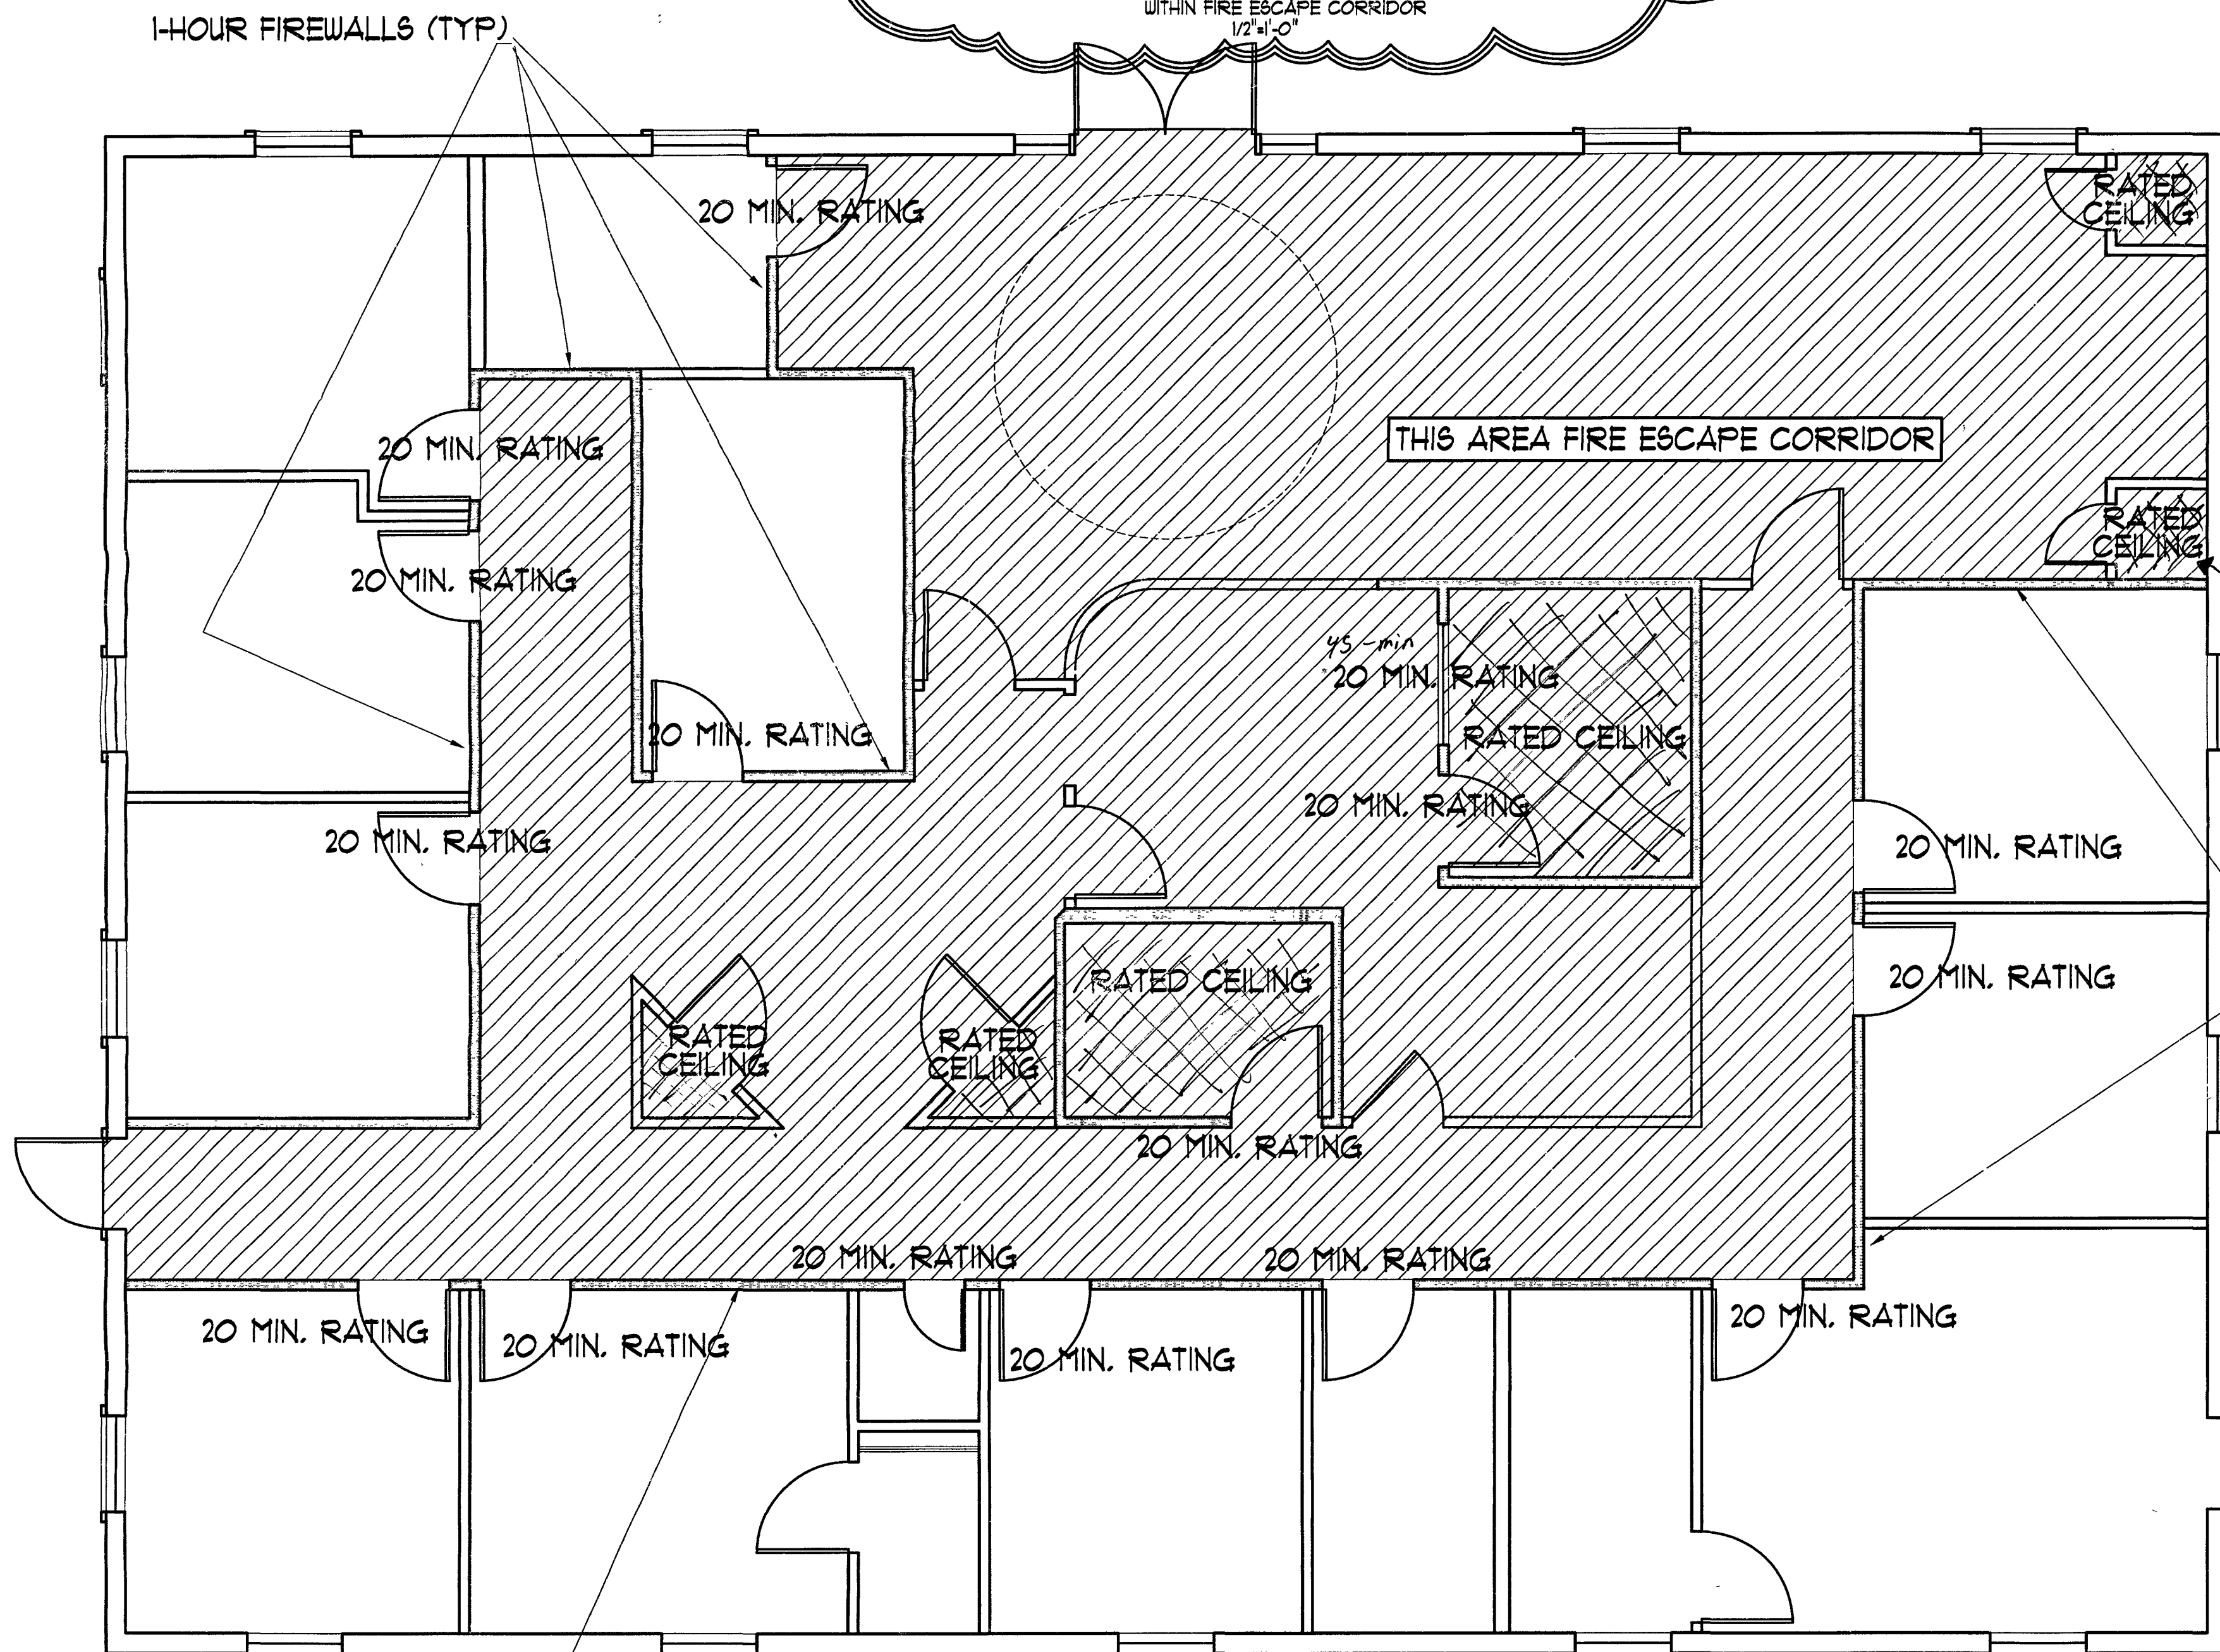 WITHIN FIRE ESCAPE CORRIDOR
1/2"=1'-0"
1-HOUR FIREWALLS (TYP)
RATED
CEILING
20 MIN. RATING
THIS AREA FIRE ESCAPE CORRIDOR
20 MIN. RATING
RATED
CEILING
20 MIN. RATING
45-min
20 MIN. RATING
20 MIN. RATING
RATED CEILING
20 MIN. RATING
20 MIN. RATING
20 MIN. RATING
20 MIN. RATING
RATED CEILING
RATED
CEILING
RATED
CEILING
20 MIN. RATING
20 MIN. RATING
20 MIN. RATING
20 MIN. RATING
20 MIN. RATING
20 MIN. RATING
20 MIN. RATING
20 MIN. RATING